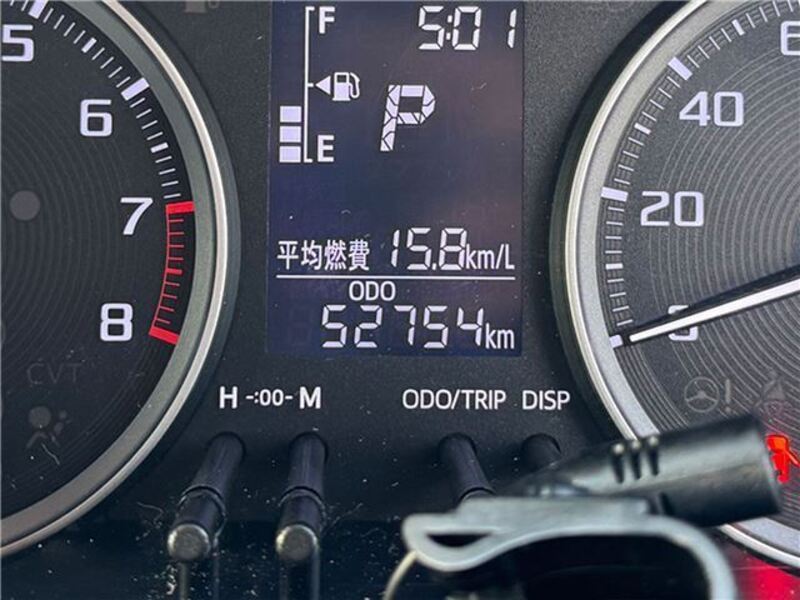 5
6
7
8
F
E
5:01
P
平均燃費 15.8km/L
ODO
52754km
60
40
20
CVT
H -:00- M
ODO/TRIP DISP